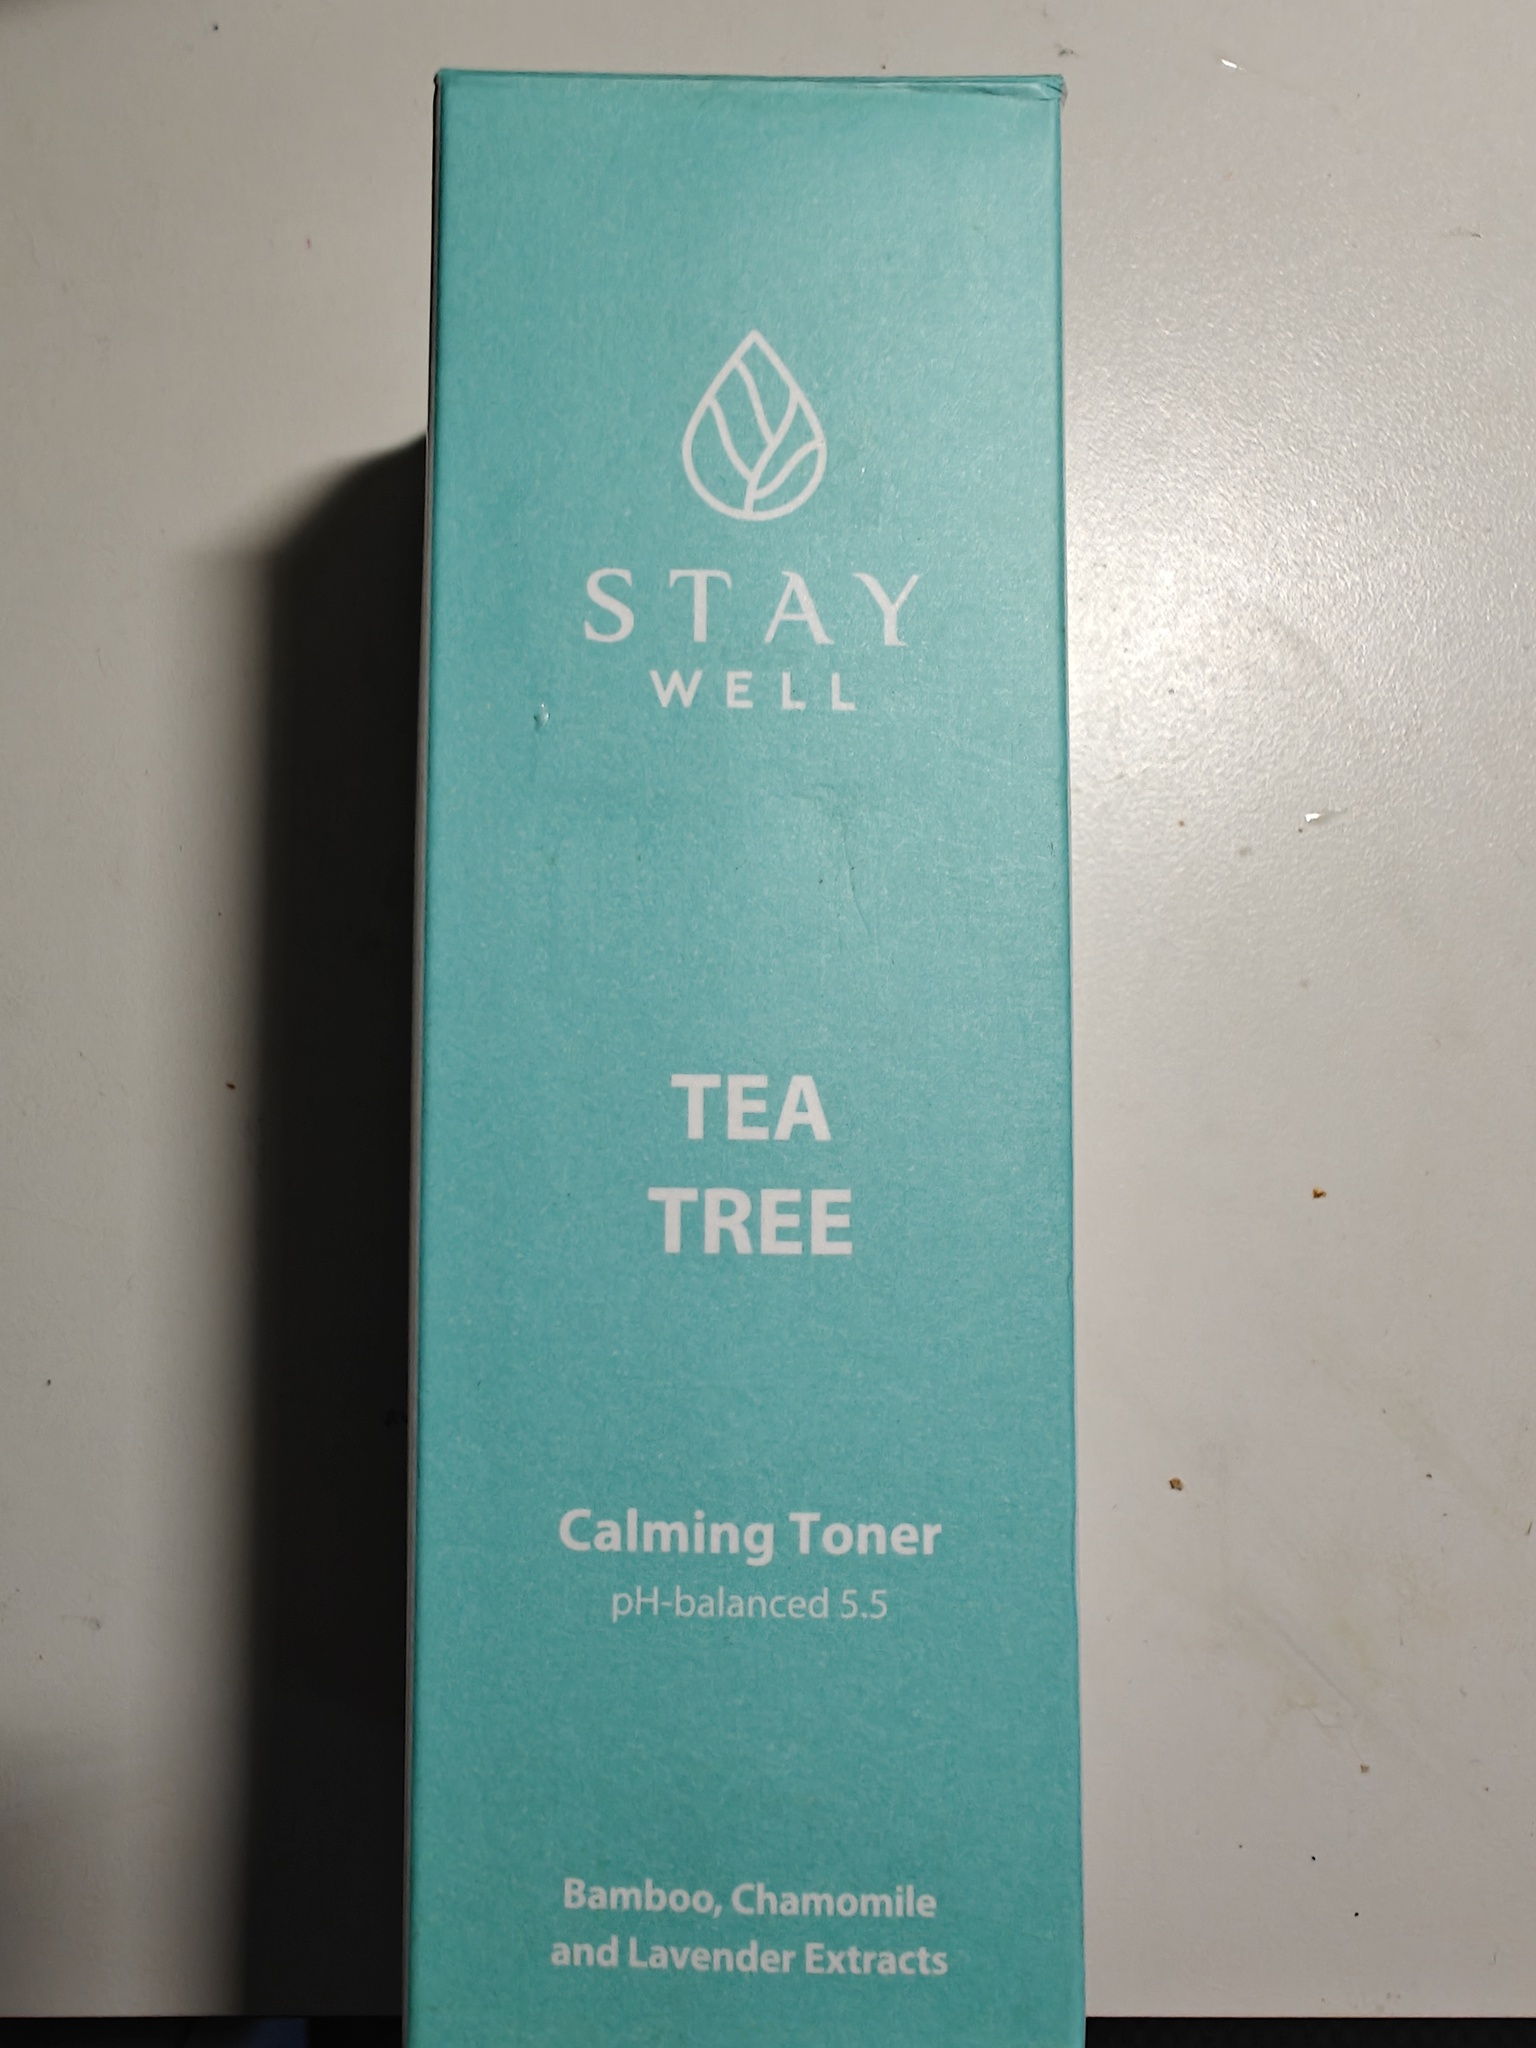 STAY
WELL
TEA
TREE
Calming Toner
pH-balanced 5.5
Bamboo, Chamomile
and Lavender Extracts